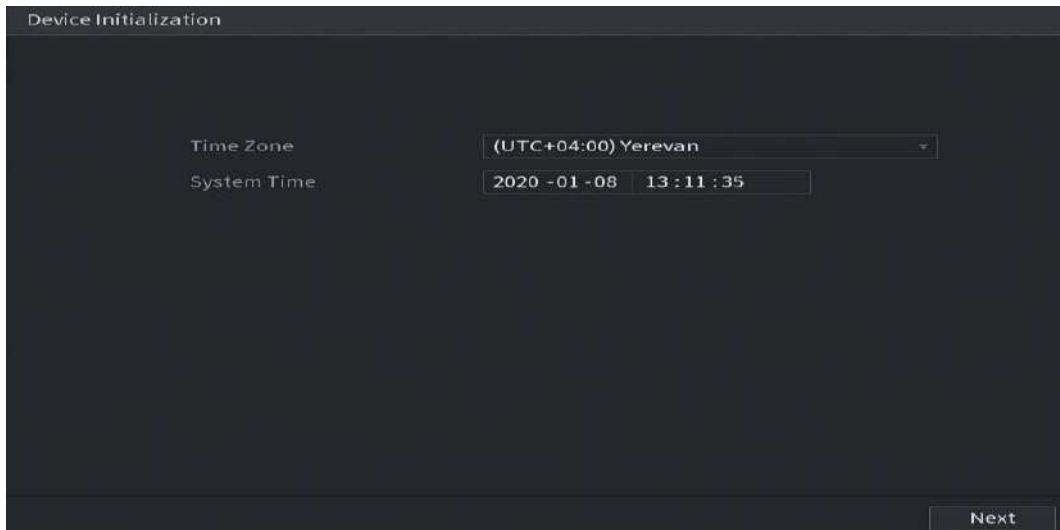 Device Initialization
Time Zone (UTC+04:00) Yerevan
System Time 2020 -01 -08 13 : 11 : 35
Next